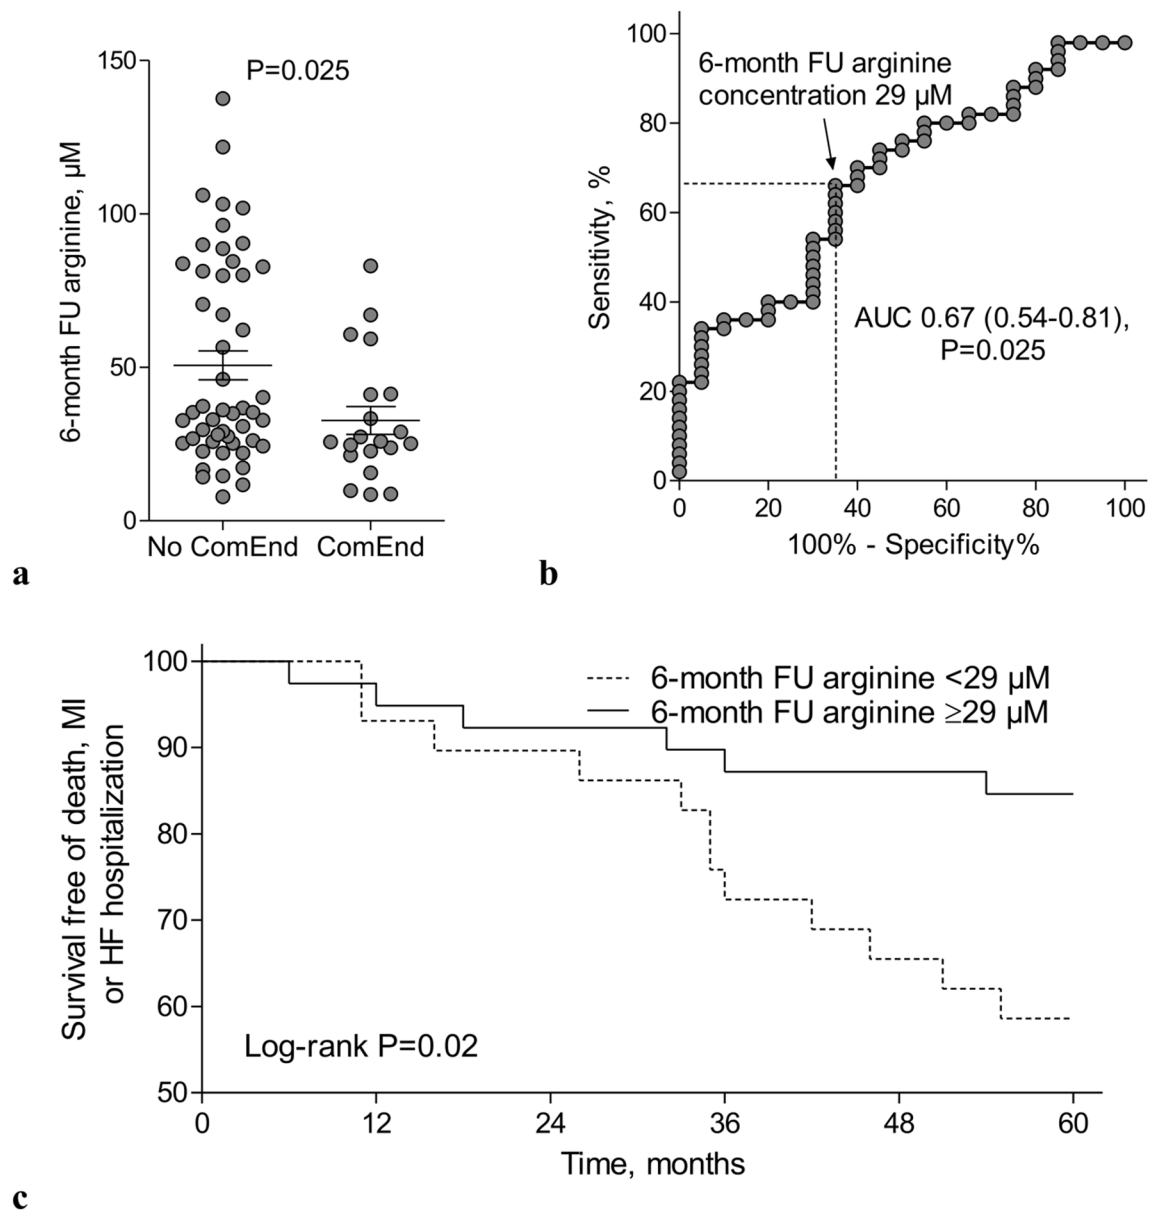 P=0.025
6-month FU arginine, µM
150
100
50
0
No ComEnd
ComEnd
a
6-month FU arginine
concentration 29 µM
Sensitivity, %
100
80
60
40
20
0
AUC 0.67 (0.54-0.81),
P=0.025
0 20 40 60 80 100
100% - Specificity%
b
Survival free of death, MI
or HF hospitalization
100
90
80
70
60
50
6-month FU arginine <29 µM
6-month FU arginine ≥29 µM
Log-rank P=0.02
0 12 24 36 48 60
Time, months
c